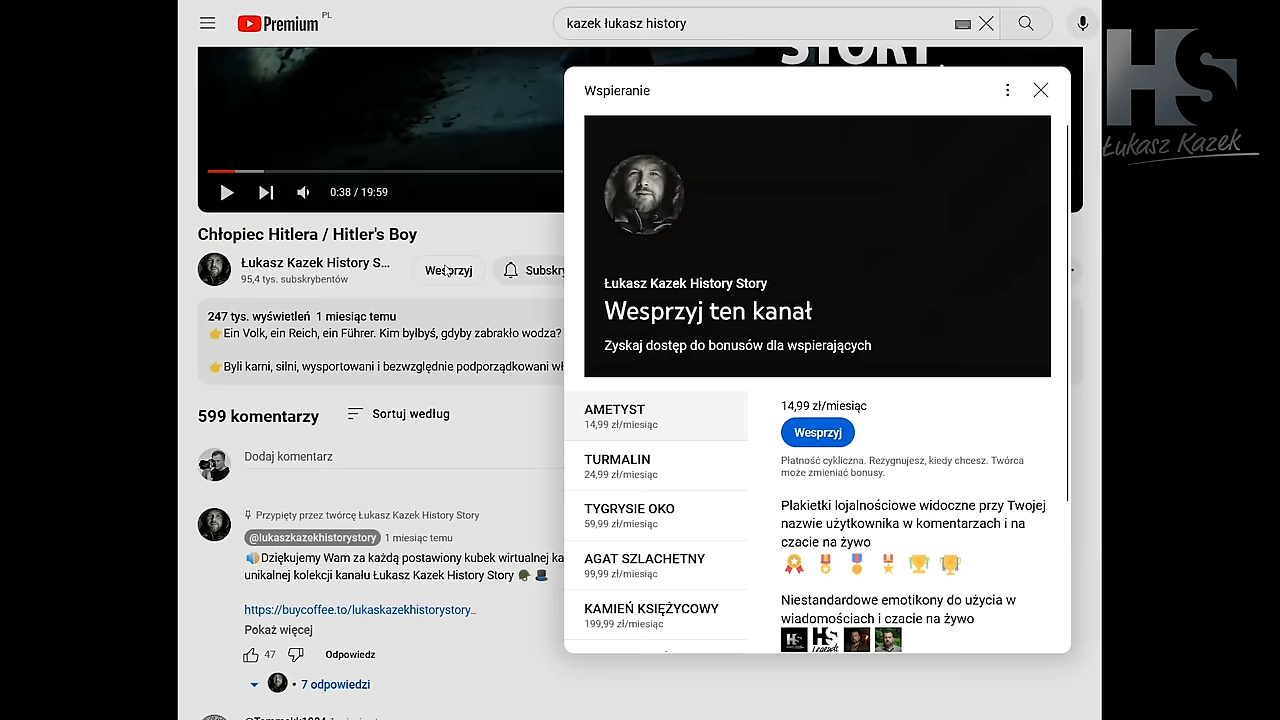 Premium PL
kazek łukasz history
STORY.
HS
Łukasz Kazek
0:38 / 19:59
Chłopiec Hitlera / Hitler's Boy
Łukasz Kazek History S...
95,4 tys. subskrybentów
Wesprzyj
Subskry
247 tys. wyświetleń 1 miesiąc temu
👉Ein Volk, ein Reich, ein Führer. Kim byłbyś, gdyby zabrakło wodza?
👉Byli karni, silni, wysportowani i bezwzględnie podporządkowani wł
599 komentarzy
Sortuj według
Dodaj komentarz
Przypięty przez twórcę Łukasz Kazek History Story
@lukaszkazekhistorystory 1 miesiąc temu
📢Dziękujemy Wam za każdą postawiony kubek wirtualnej ka
unikalnej kolekcji kanału Łukasz Kazek History Story
https://buycoffee.to/lukaskazekhistorystory...
Pokaż więcej
47
Odpowiedz
• 7 odpowiedzi
Wspieranie
Łukasz Kazek History Story
Wesprzyj ten kanał
Zyskaj dostęp do bonusów dla wspierających
AMETYST
14,99 zł/miesiąc
TURMALIN
24,99 zł/miesiąc
TYGRYSIE OKO
59,99 zł/miesiąc
AGAT SZLACHETNY
99,99 zł/miesiąc
KAMIEŃ KSIĘŻYCOWY
199,99 zł/miesiąc
14,99 zł/miesiąc
Wesprzyj
Płatność cykliczna. Rezygnujesz, kiedy chcesz. Twórca
może zmieniać bonusy.
Plakietki lojalnościowe widoczne przy Twojej
nazwie użytkownika w komentarzach i na
czacie na żywo
Niestandardowe emotikony do użycia w
wiadomościach i czacie na żywo
HS
HS